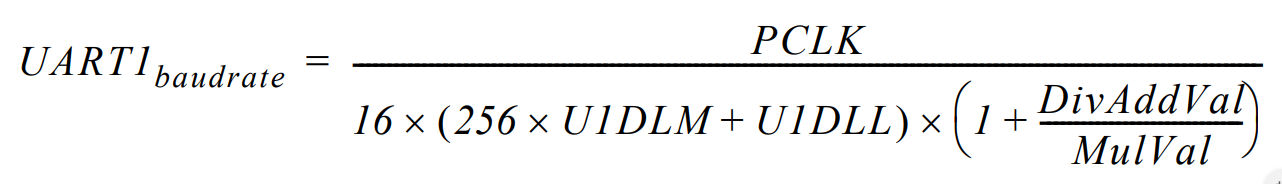 UART1baudrate = PCLK / 16 × (256 × U1DLM + U1DLL) × (1 + DivAddVal / MulVal)